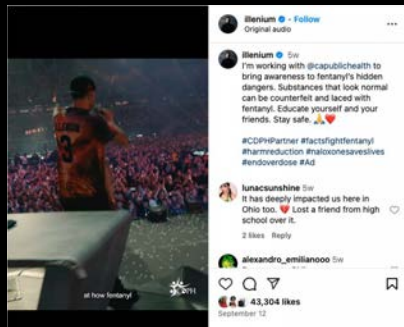 illenium • Follow
Original audio
illenium 5w
I'm working with @capublichealth to
bring awareness to fentanyl's hidden
dangers. Substances that look normal
can be counterfeit and laced with
fentanyl. Educate yourself and your
friends. Stay safe. 🙏❤️
#CDPHPartner #factsfightfentanyl
#harmreduction #naloxonesaveslives
#endoverdose #Ad
lunacsunshine 5w
It has deeply impacted us here in
Ohio too. 💔 Lost a friend from high
school over it.
2 likes Reply
alexandro_emilianooo 5w
43,304 likes
September 12
ILLENIUM
3
at how fentanyl
CDPH